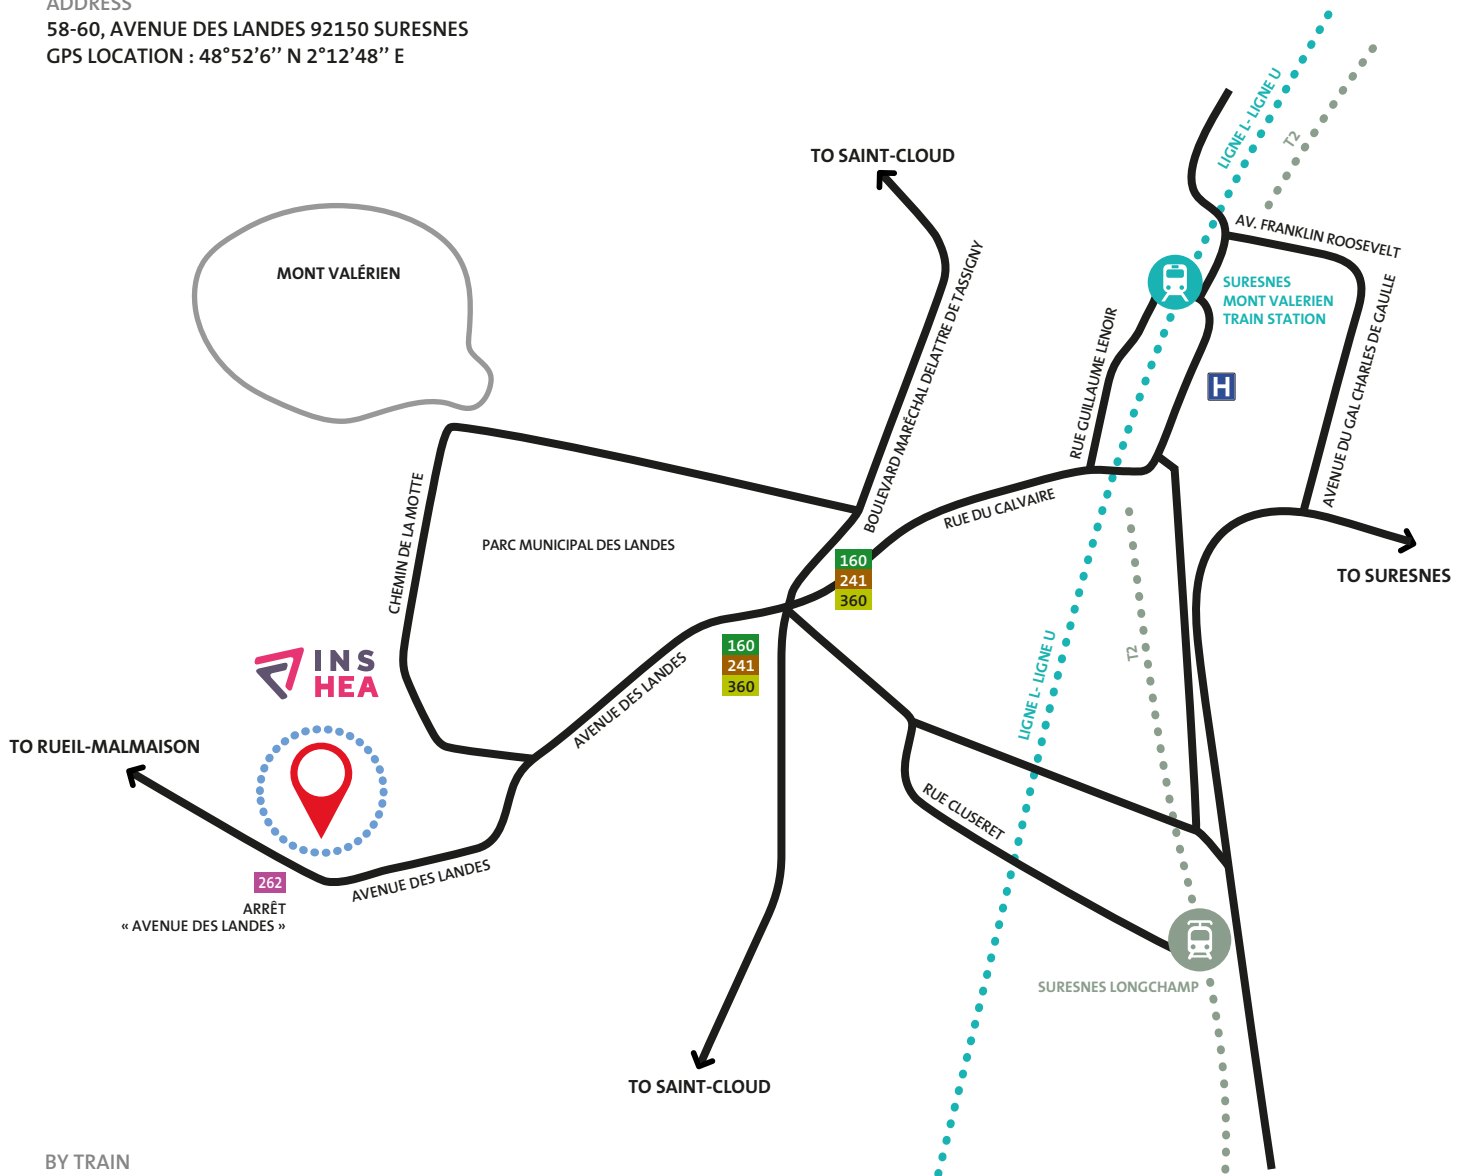 ADDRESS
58-60, AVENUE DES LANDES 92150 SURESNES
GPS LOCATION : 48°52’6’’ N 2°12’48’’ E
LIGNE L- LIGNE U
T2
TO SAINT-CLOUD
AV. FRANKLIN ROOSEVELT
MONT VALÉRIEN
SURESNES
MONT VALERIEN
TRAIN STATION
BOULEVARD MARÉCHAL DELATTRE DE TASSIGNY
RUE GUILLAUME LENOIR
AVENUE DU GAL CHARLES DE GAULLE
H
CHEMIN DE LA MOTTE
RUE DU CALVAIRE
PARC MUNICIPAL DES LANDES
160
241
360
TO SURESNES
160
241
360
INS
HEA
AVENUE DES LANDES
T2
LIGNE L- LIGNE U
TO RUEIL-MALMAISON
RUE CLUSERET
262
ARRÊT
« AVENUE DES LANDES »
AVENUE DES LANDES
SURESNES LONGCHAMP
TO SAINT-CLOUD
BY TRAIN